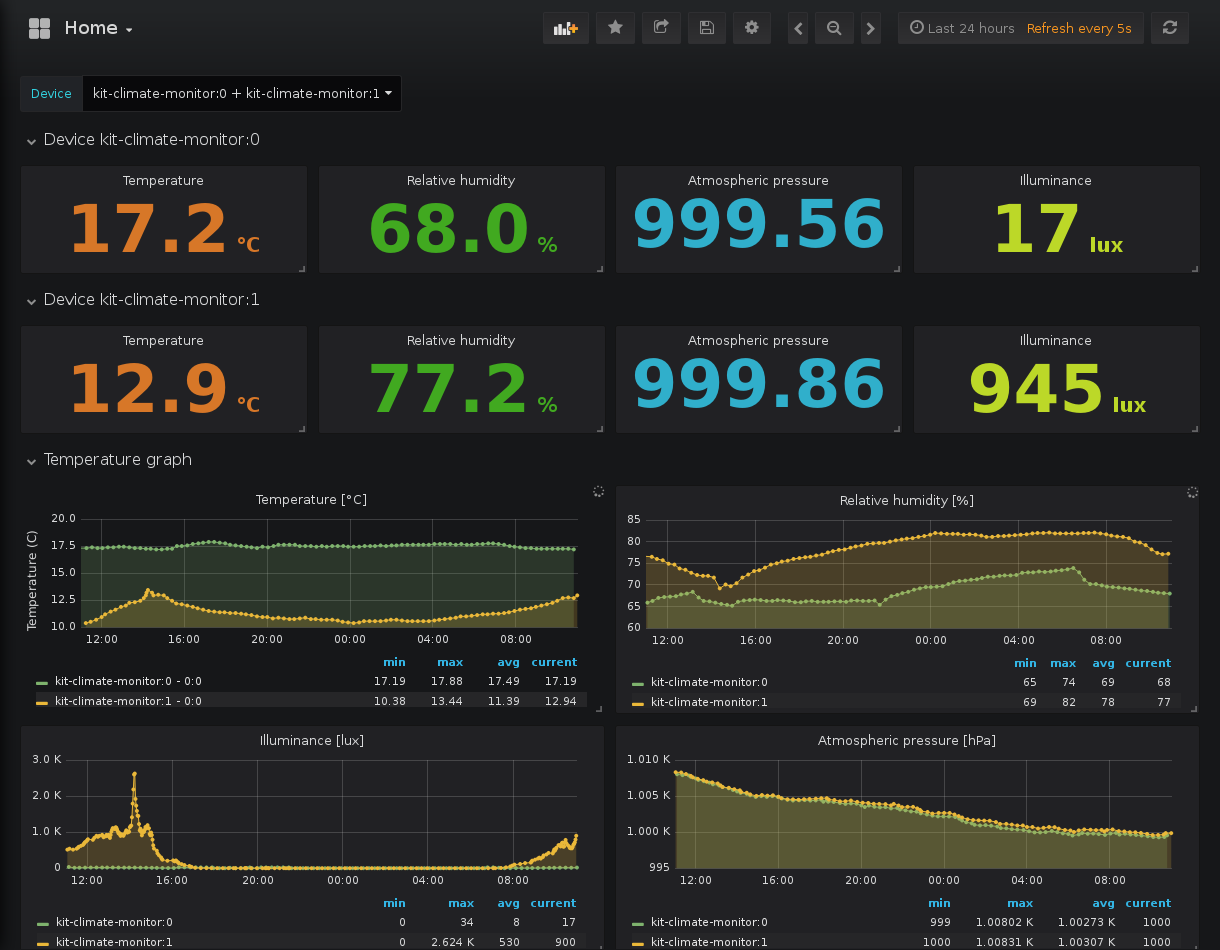 Home
Last 24 hours Refresh every 5s
Device kit-climate-monitor:0 + kit-climate-monitor:1
Device kit-climate-monitor:0
Temperature Relative humidity Atmospheric pressure Illuminance
17.2 °C 68.0 % 999.56 17 lux
Device kit-climate-monitor:1
Temperature Relative humidity Atmospheric pressure Illuminance
12.9 °C 77.2 % 999.86 945 lux
Temperature graph
Temperature [°C]
Temperature (C)
20.0
17.5
15.0
12.5
10.0
12:00 16:00 20:00 00:00 04:00 08:00
min max avg current
kit-climate-monitor:0 - 0:0 17.19 17.88 17.49 17.19
kit-climate-monitor:1 - 0:0 10.38 13.44 11.39 12.94
Relative humidity [%]
85
80
75
70
65
60
12:00 16:00 20:00 00:00 04:00 08:00
min max avg current
kit-climate-monitor:0 65 74 69 68
kit-climate-monitor:1 69 82 78 77
Illuminance [lux]
3.0 K
2.0 K
1.0 K
0
12:00 16:00 20:00 00:00 04:00 08:00
min max avg current
kit-climate-monitor:0 0 34 8 17
kit-climate-monitor:1 0 2.624 K 530 900
Atmospheric pressure [hPa]
1.010 K
1.005 K
1.000 K
995
12:00 16:00 20:00 00:00 04:00 08:00
min max avg current
kit-climate-monitor:0 999 1.00802 K 1.00273 K 1000
kit-climate-monitor:1 1000 1.00831 K 1.00307 K 1000